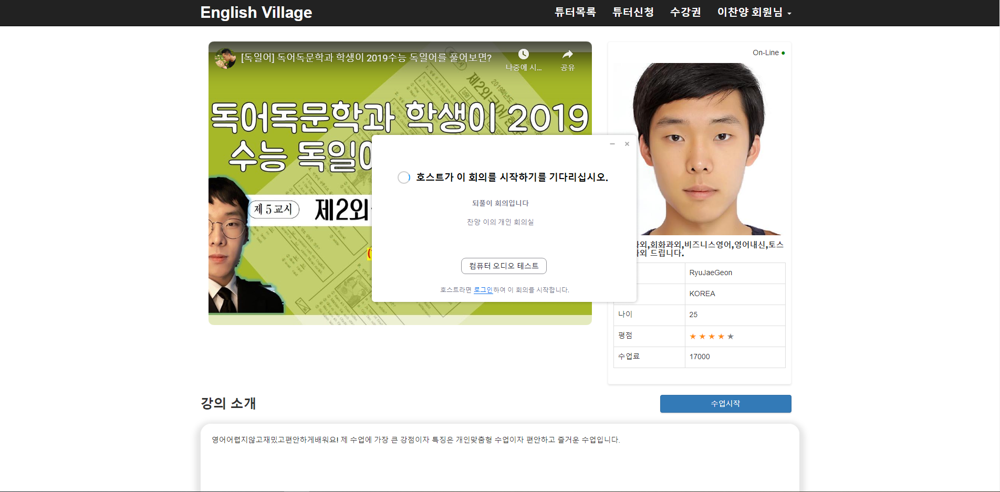 English Village
튜터목록 튜터신청 수강권 이찬양 회원님
[독일어] 독어독문학과 학생이 2019수능 독일어를 풀어보면?
나중에 시...
공유
독어독문학과 학생이 2019
수능 독일어
제 5 교시
제2외
On-Line
호스트가 이 회의를 시작하기를 기다리십시오.
되풀이 회의입니다
찬양 이의 개인 회의실
컴퓨터 오디오 테스트
호스트라면 로그인하여 이 회의를 시작합니다.
과외,회화과외,비즈니스영어,영어내신,토스
과외 드립니다.
RyuJaeGeon
KOREA
나이 25
평점 ★ ★ ★ ★ ★
수업료 17000
강의 소개
수업시작
영어어렵지않고재밌고편안하게배워요! 제 수업에 가장 큰 강점이자 특징은 개인맞춤형 수업이자 편안하고 즐거운 수업입니다.